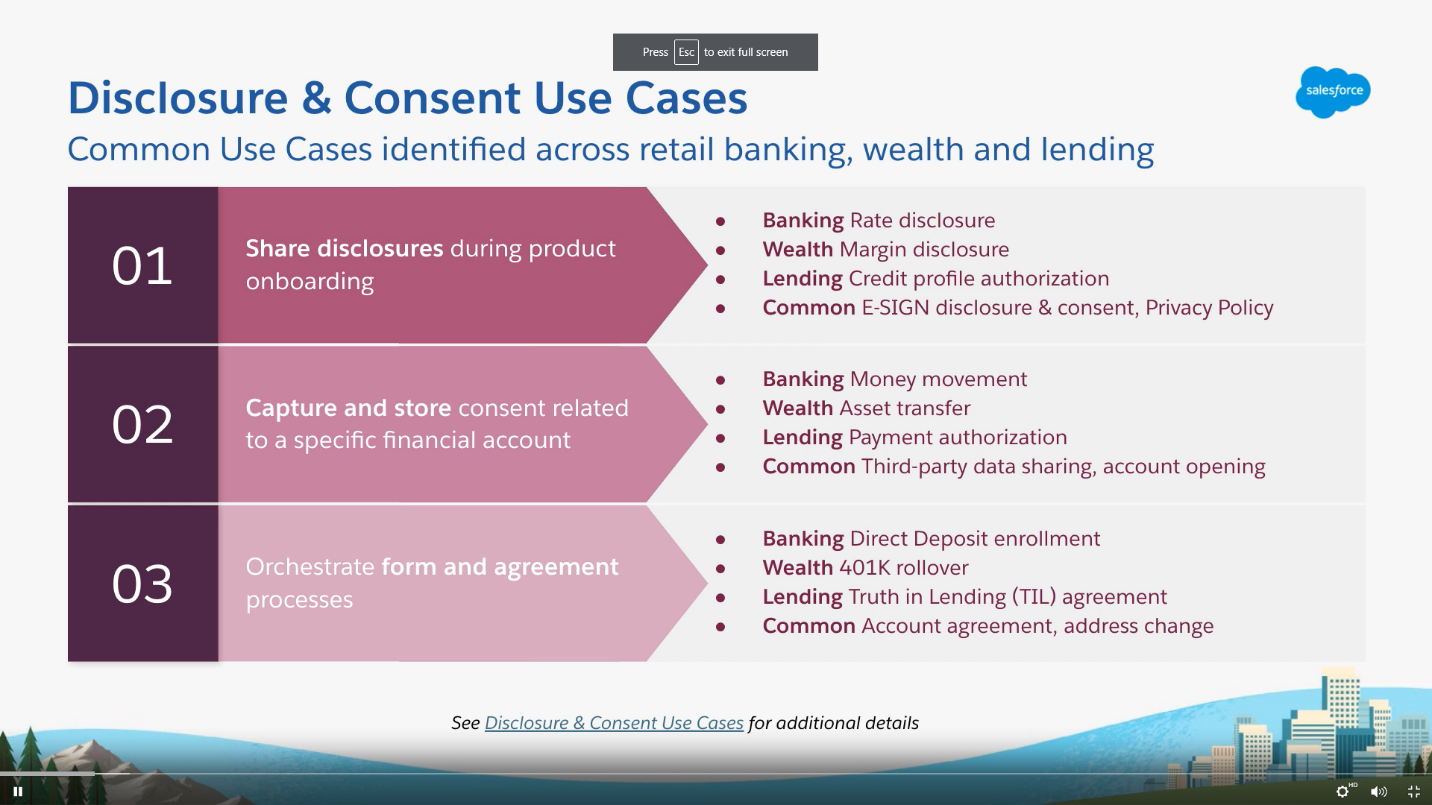 Press Esc to exit full screen
Disclosure & Consent Use Cases
salesforce
Common Use Cases identified across retail banking, wealth and lending
01
Share disclosures during product
onboarding
● Banking Rate disclosure
● Wealth Margin disclosure
● Lending Credit profile authorization
● Common E-SIGN disclosure & consent, Privacy Policy
02
Capture and store consent related
to a specific financial account
● Banking Money movement
● Wealth Asset transfer
● Lending Payment authorization
● Common Third-party data sharing, account opening
03
Orchestrate form and agreement
processes
● Banking Direct Deposit enrollment
● Wealth 401K rollover
● Lending Truth in Lending (TIL) agreement
● Common Account agreement, address change
See Disclosure & Consent Use Cases for additional details
HD